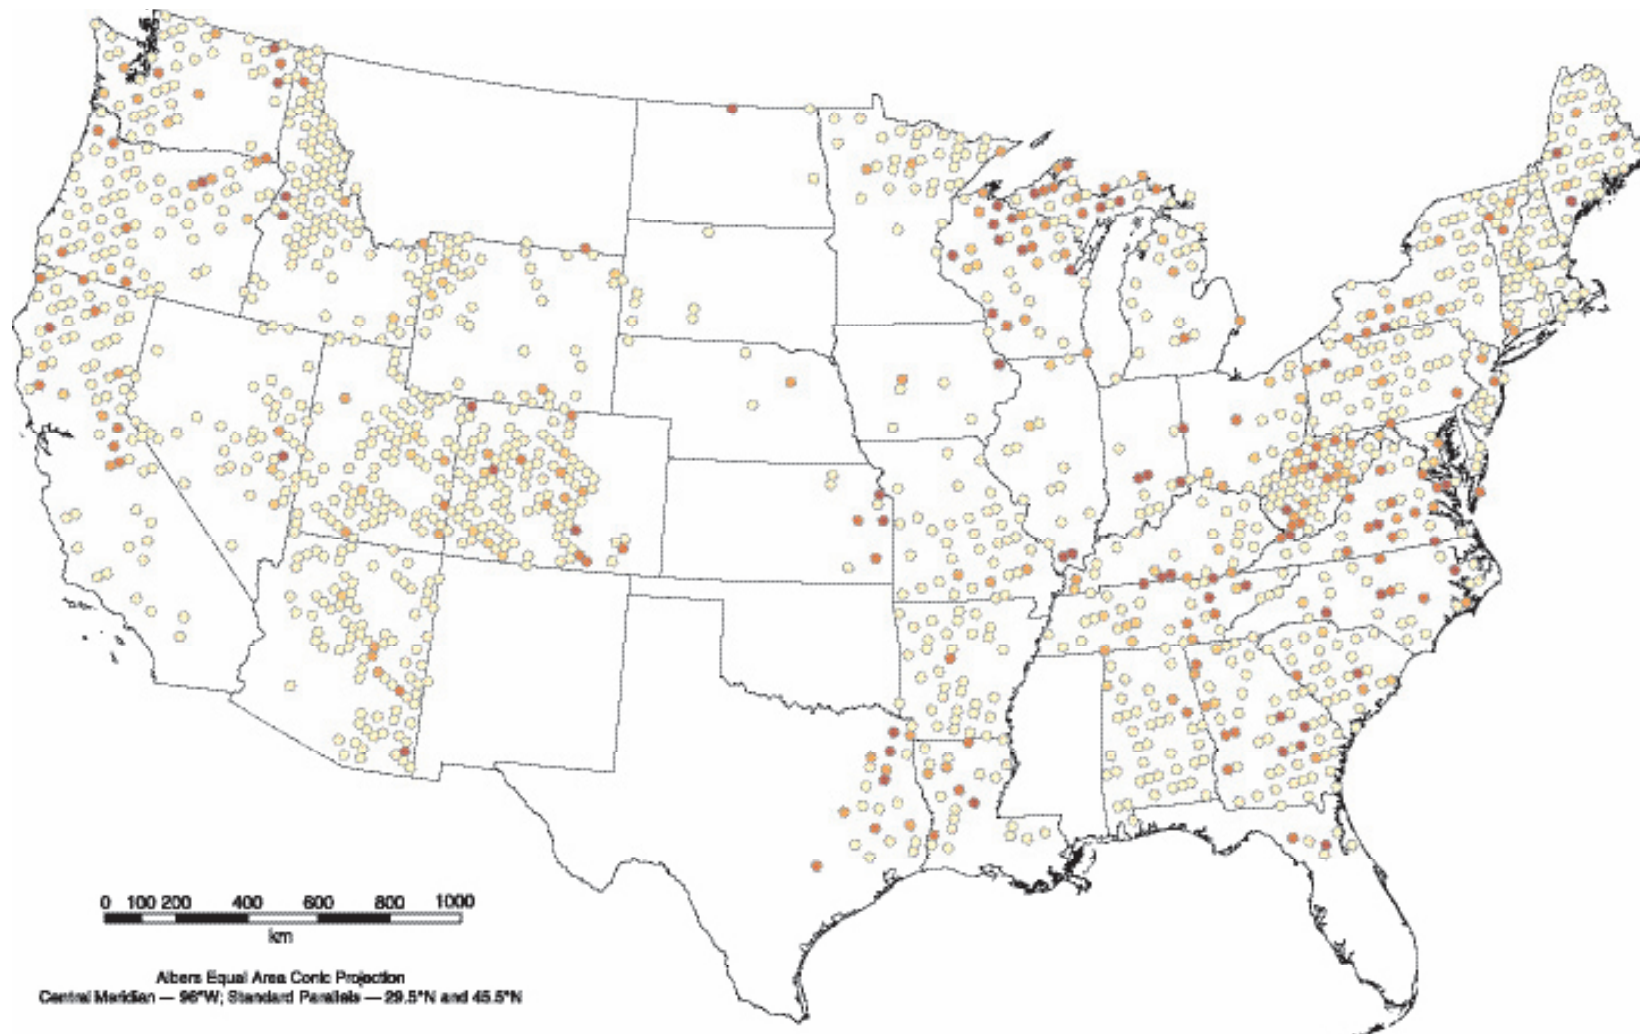 0 100 200 400 600 800 1000
km
Albers Equal Area Conic Projection
Central Meridian — 96°W; Standard Parallels — 29.5°N and 45.5°N